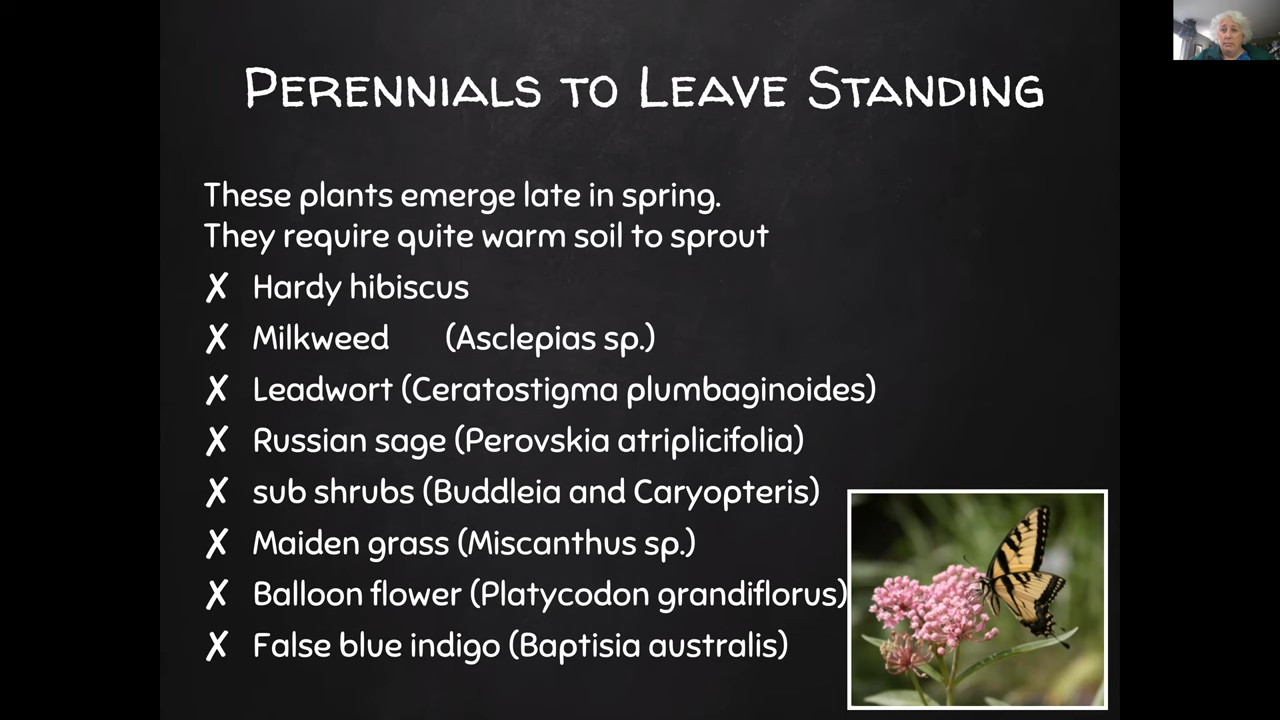 Perennials to Leave Standing
These plants emerge late in spring.
They require quite warm soil to sprout
✗ Hardy hibiscus
✗ Milkweed (Asclepias sp.)
✗ Leadwort (Ceratostigma plumbaginoides)
✗ Russian sage (Perovskia atriplicifolia)
✗ sub shrubs (Buddleia and Caryopteris)
✗ Maiden grass (Miscanthus sp.)
✗ Balloon flower (Platycodon grandiflorus)
✗ False blue indigo (Baptisia australis)